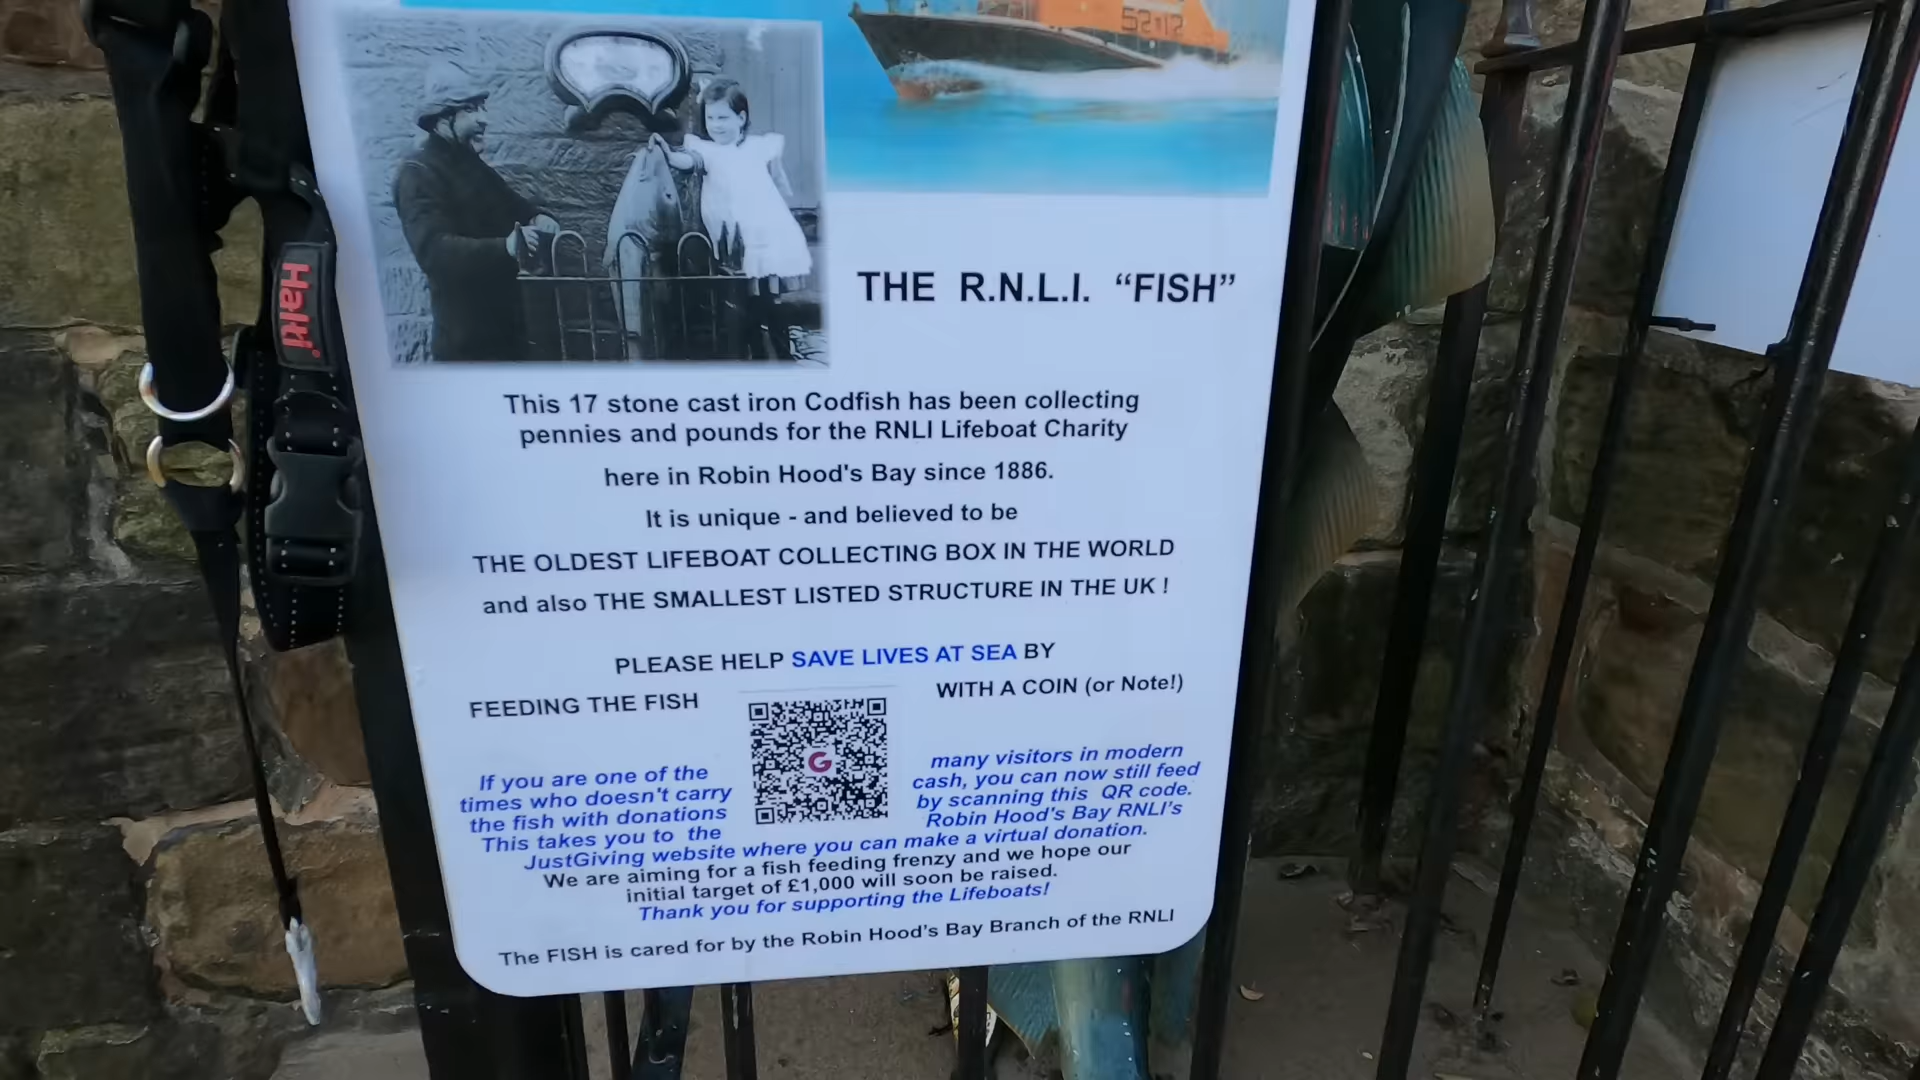 52-12
Halti
THE R.N.L.I. “FISH”
This 17 stone cast iron Codfish has been collecting
pennies and pounds for the RNLI Lifeboat Charity
here in Robin Hood's Bay since 1886.
It is unique - and believed to be
THE OLDEST LIFEBOAT COLLECTING BOX IN THE WORLD
and also THE SMALLEST LISTED STRUCTURE IN THE UK !
PLEASE HELP SAVE LIVES AT SEA BY
FEEDING THE FISH WITH A COIN (or Note!)
G
If you are one of the many visitors in modern
times who doesn't carry cash, you can now still feed
the fish with donations by scanning this QR code.
This takes you to the Robin Hood's Bay RNLI's
JustGiving website where you can make a virtual donation.
We are aiming for a fish feeding frenzy and we hope our
initial target of £1,000 will soon be raised.
Thank you for supporting the Lifeboats!
The FISH is cared for by the Robin Hood's Bay Branch of the RNLI